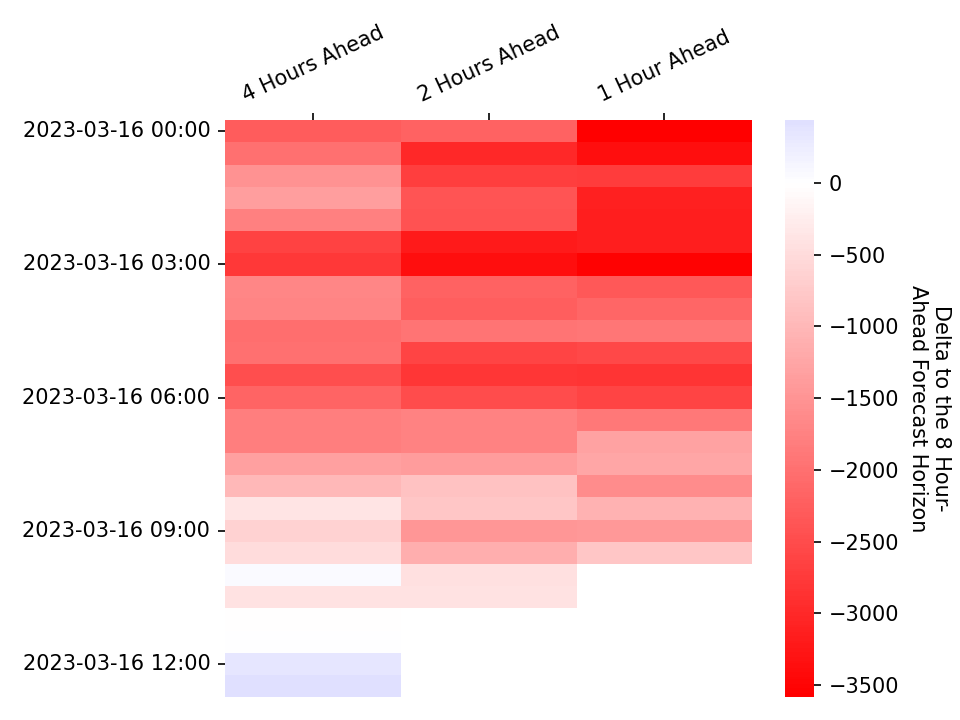 4 Hours Ahead
2 Hours Ahead
1 Hour Ahead
2023-03-16 00:00
2023-03-16 03:00
2023-03-16 06:00
2023-03-16 09:00
2023-03-16 12:00
0
−500
−1000
−1500
−2000
−2500
−3000
−3500
Delta to the 8 Hour-
Ahead Forecast Horizon